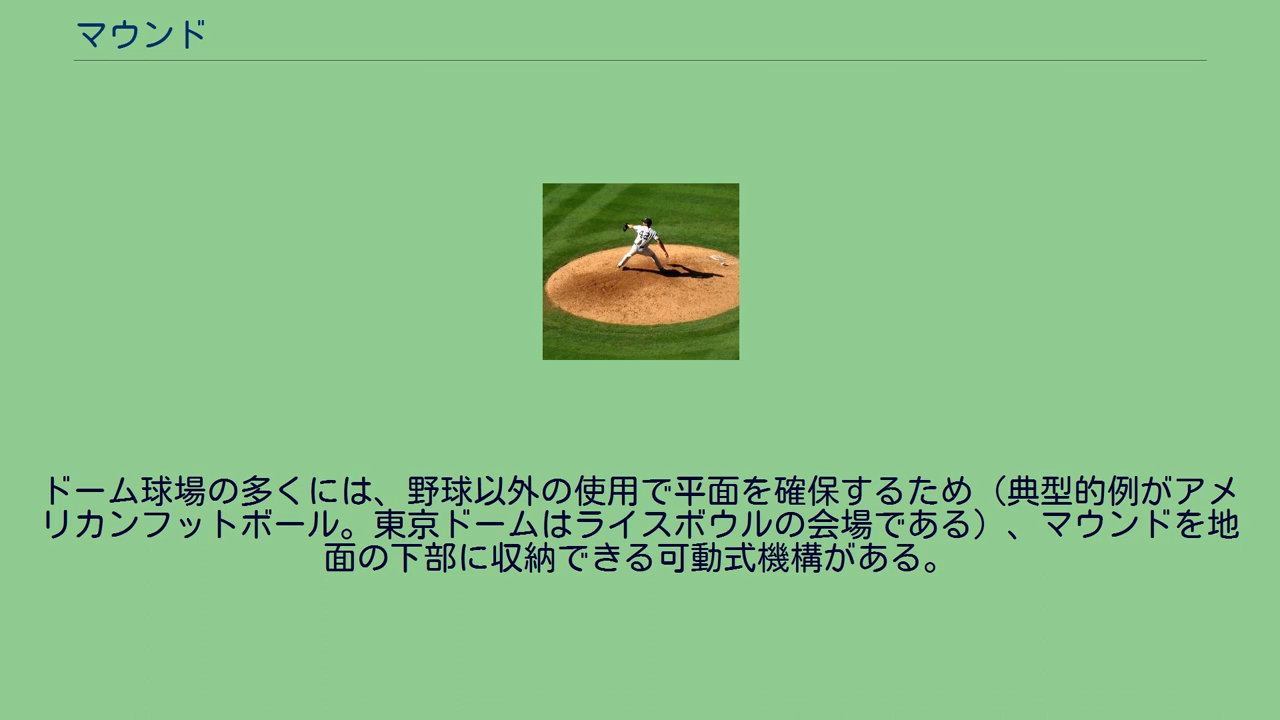 マウンド
ドーム球場の多くには、野球以外の使用で平面を確保するため（典型的例がアメ
リカンフットボール。東京ドームはライスボウルの会場である）、マウンドを地
面の下部に収納できる可動式機構がある。